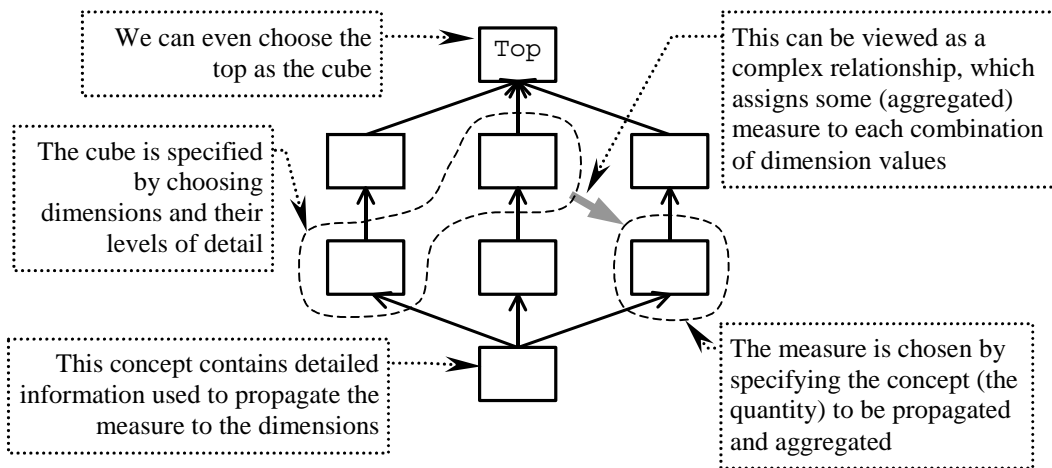 We can even choose the
top as the cube
Top
This can be viewed as a
complex relationship, which
assigns some (aggregated)
measure to each combination
of dimension values
The cube is specified
by choosing
dimensions and their
levels of detail
This concept contains detailed
information used to propagate the
measure to the dimensions
The measure is chosen by
specifying the concept (the
quantity) to be propagated
and aggregated